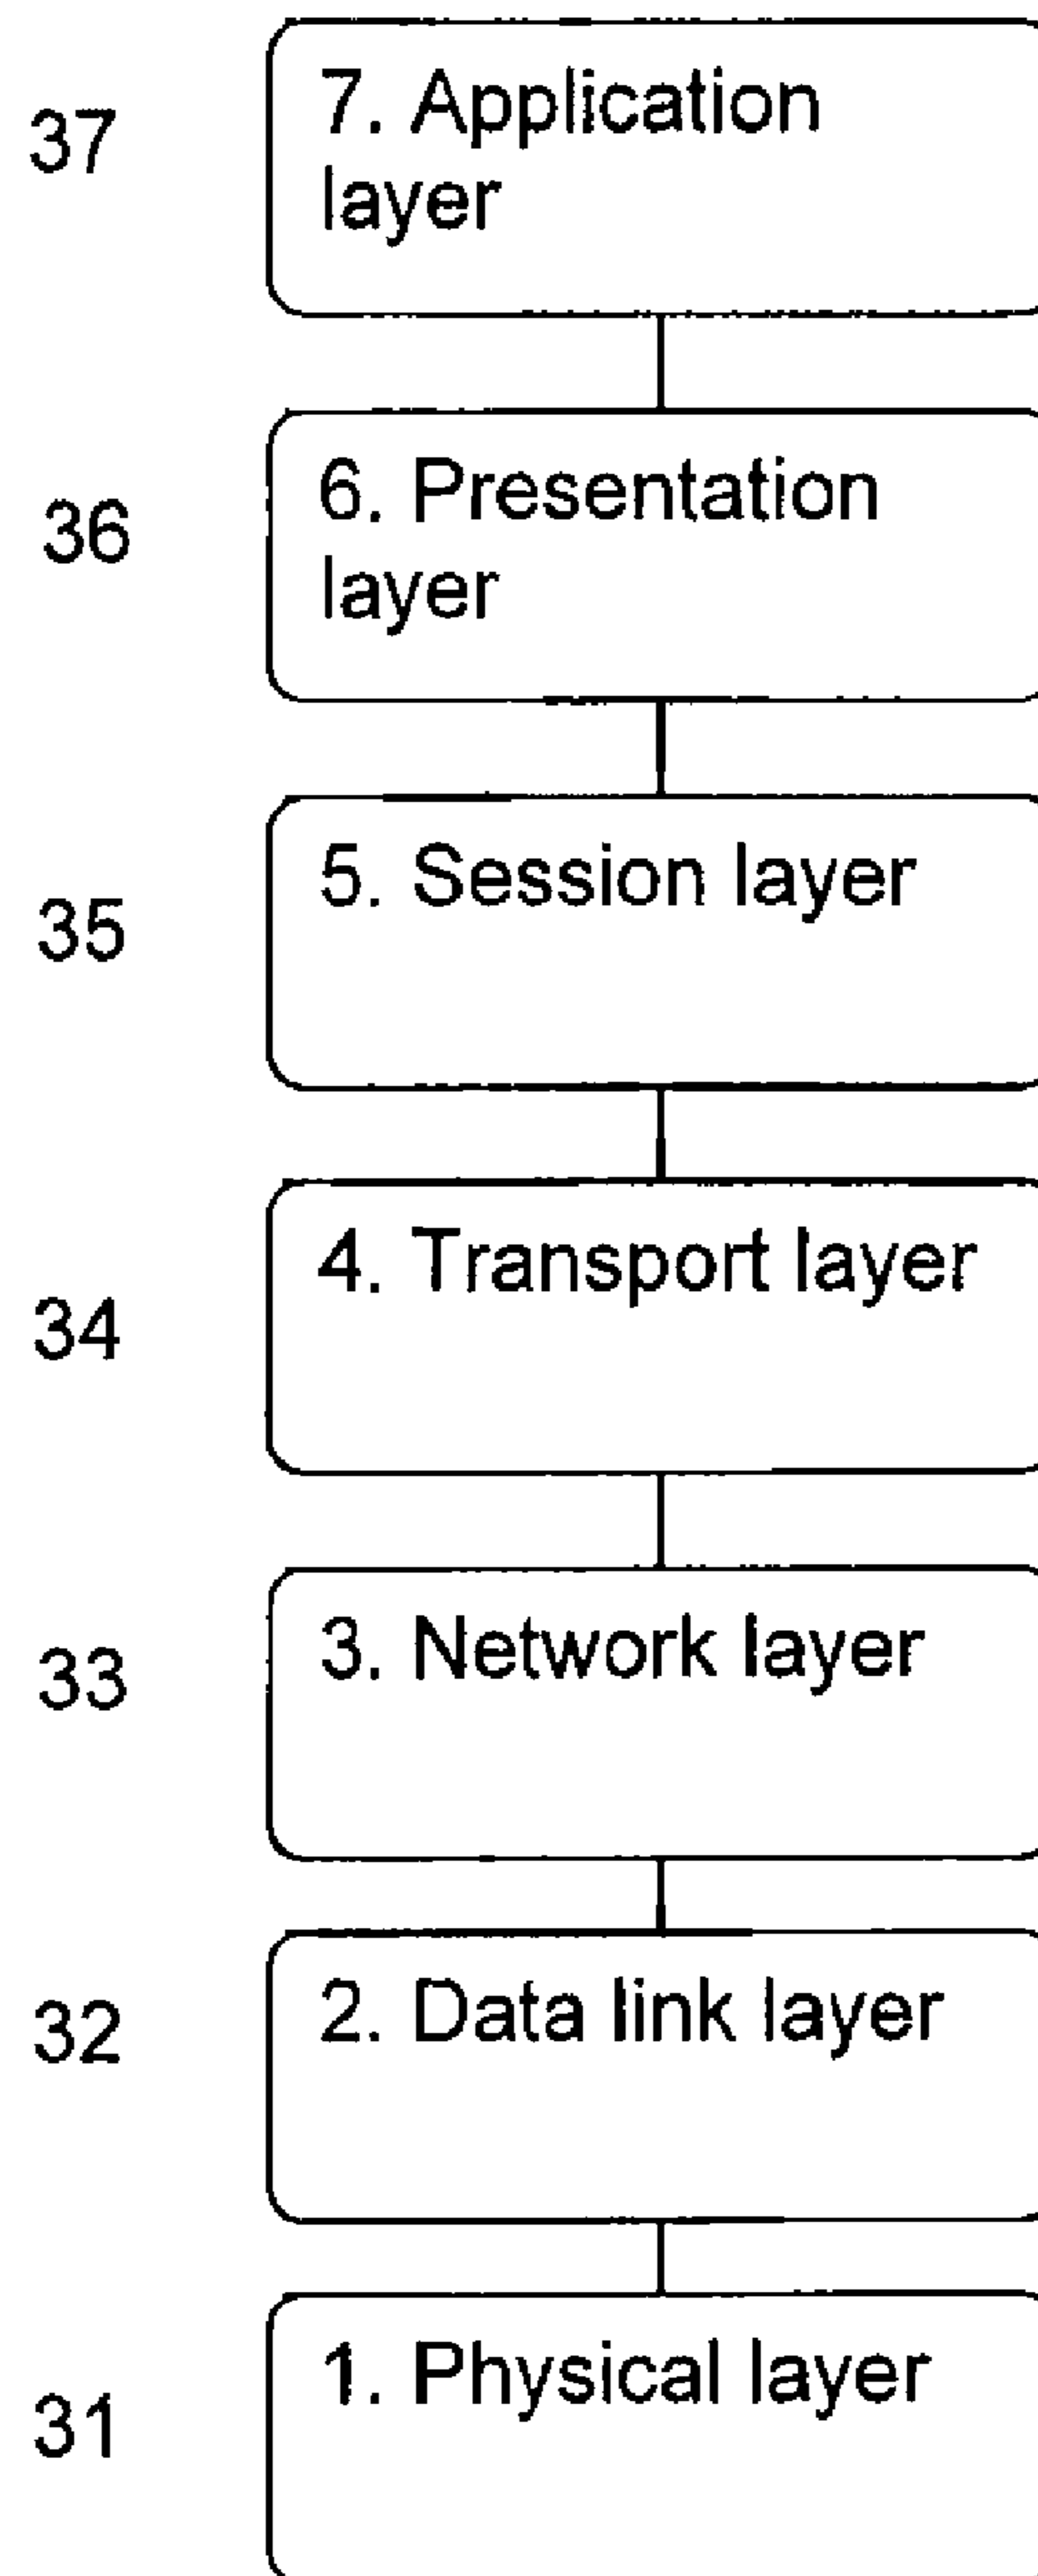 37
7. Application
layer
36
6. Presentation
layer
35
5. Session layer
34
4. Transport layer
33
3. Network layer
32
2. Data link layer
31
1. Physical layer